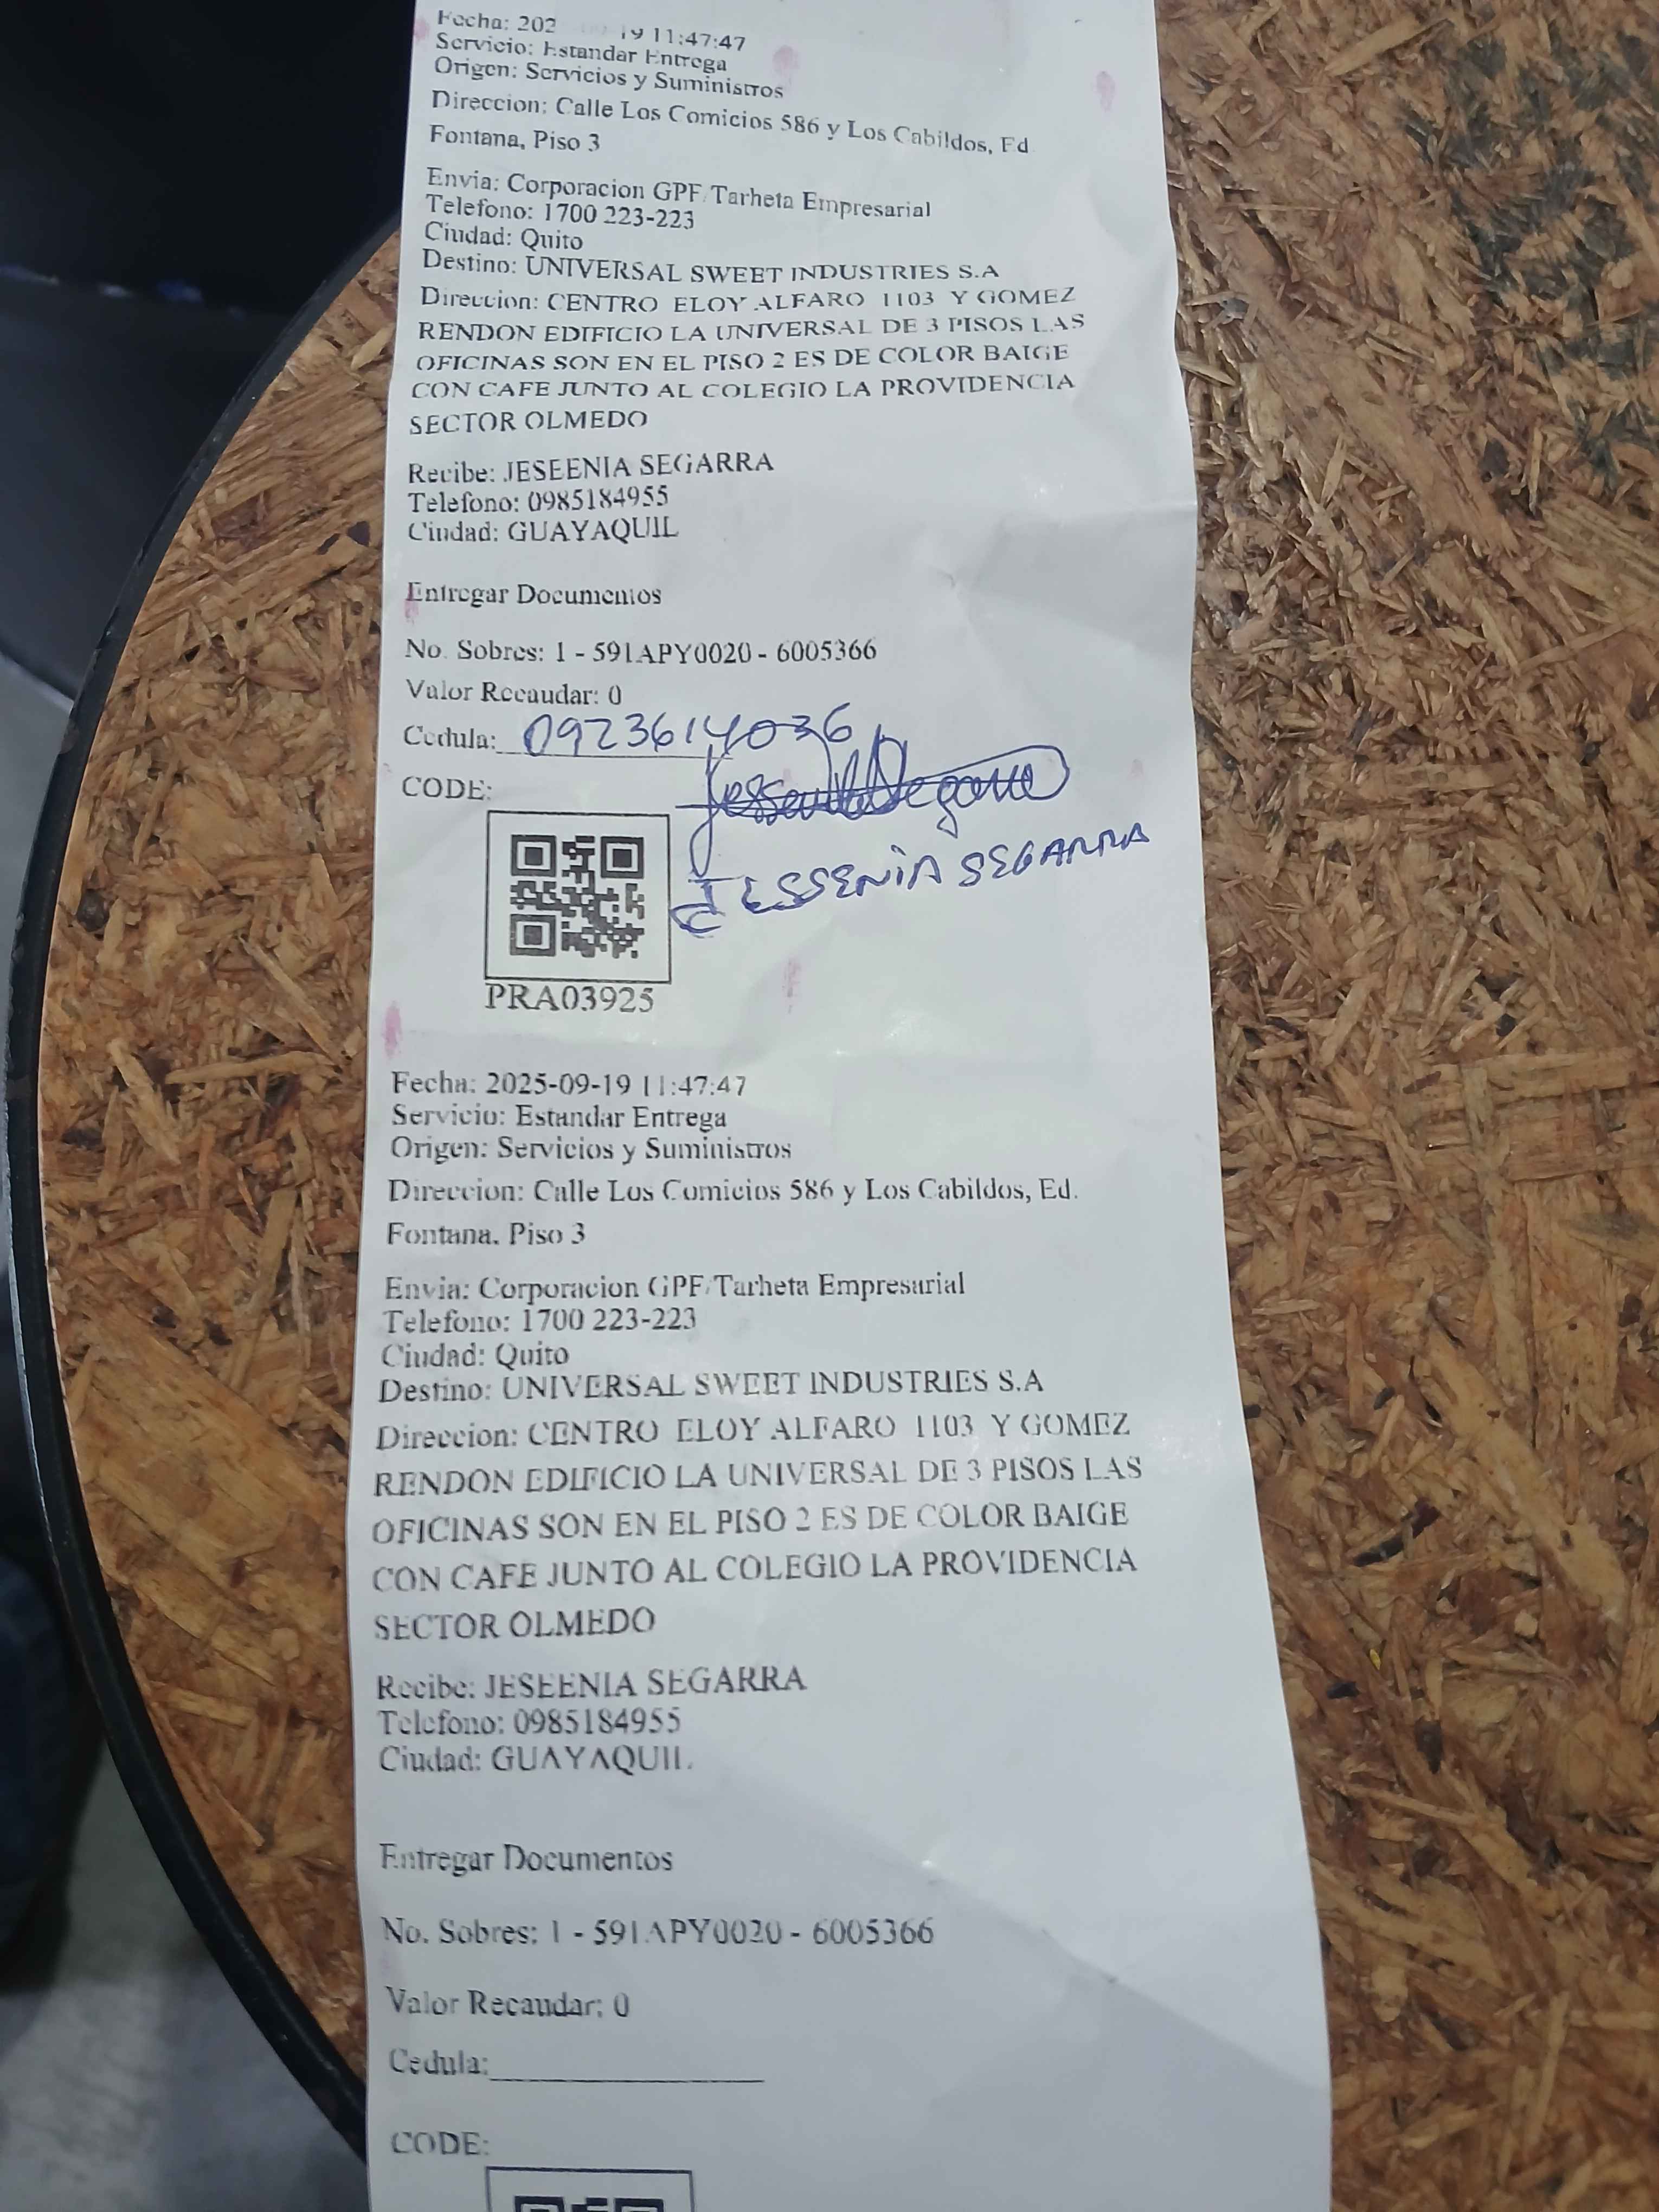 Fecha: 202 19 11:47:47
Servicio: Estandar Entrega
Origen: Servicios y Suministros
Direccion: Calle Los Comicios 586 y Los Cabildos, Ed
Fontana, Piso 3
Envia: Corporacion GPF/Tarheta Empresarial
Telefono: 1700 223-223
Ciudad: Quito
Destino: UNIVERSAL SWEET INDUSTRIES S.A
Direccion: CENTRO ELOY ALFARO 1103 Y GOMEZ
RENDON EDIFICIO LA UNIVERSAL DE 3 PISOS LAS
OFICINAS SON EN EL PISO 2 ES DE COLOR BAIGE
CON CAFE JUNTO AL COLEGIO LA PROVIDENCIA
SECTOR OLMEDO
Recibe: JESEENIA SEGARRA
Telefono: 0985184955
Ciudad: GUAYAQUIL
Entregar Documentos
No. Sobres: 1 - 591APY0020 - 6005366
Valor Recaudar: 0
Cedula: 0923614036
CODE:
JESSENIA SEGARRA
PRA03925
Fecha: 2025-09-19 11:47:47
Servicio: Estandar Entrega
Origen: Servicios y Suministros
Direccion: Calle Los Comicios 586 y Los Cabildos, Ed.
Fontana, Piso 3
Envia: Corporacion GPF/Tarheta Empresarial
Telefono: 1700 223-223
Ciudad: Quito
Destino: UNIVERSAL SWEET INDUSTRIES S.A
Direccion: CENTRO ELOY ALFARO 1103 Y GOMEZ
RENDON EDIFICIO LA UNIVERSAL DE 3 PISOS LAS
OFICINAS SON EN EL PISO 2 ES DE COLOR BAIGE
CON CAFE JUNTO AL COLEGIO LA PROVIDENCIA
SECTOR OLMEDO
Recibe: JESEENIA SEGARRA
Telefono: 0985184955
Ciudad: GUAYAQUIL
Entregar Documentos
No. Sobres: 1 - 591APY0020 - 6005366
Valor Recaudar: 0
Cedula:
CODE: